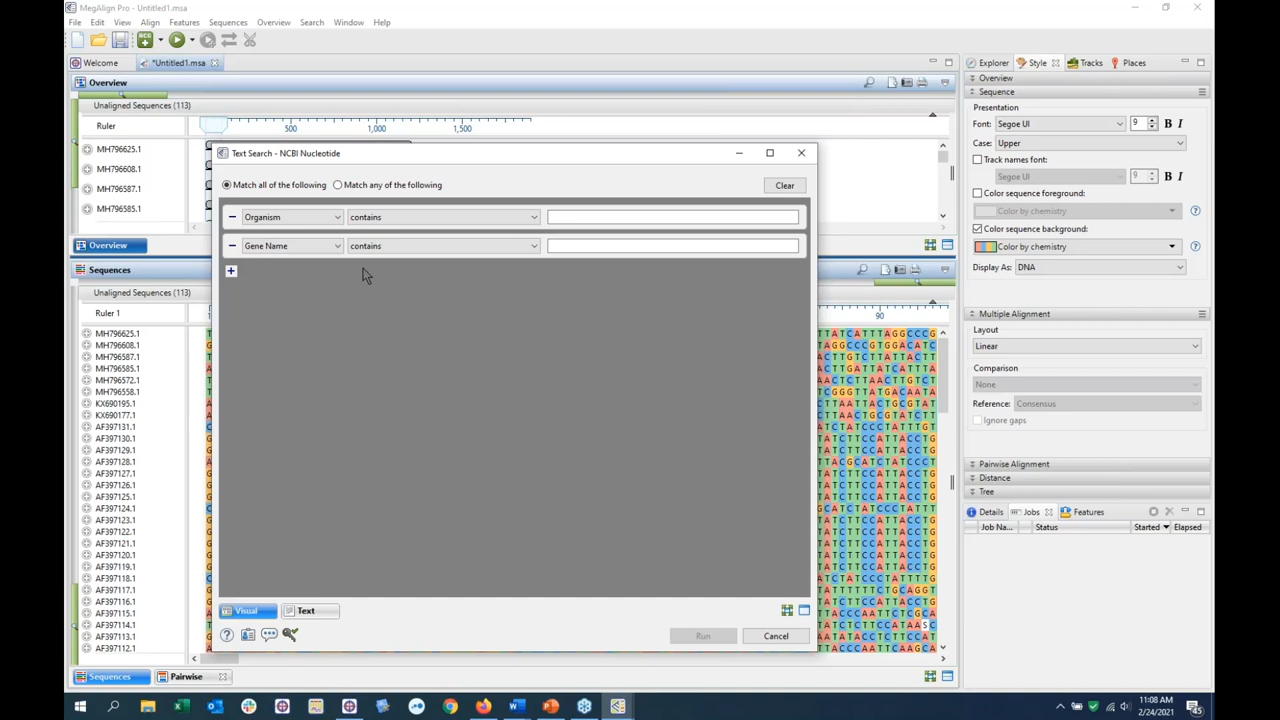 MegAlign Pro - Untitled1.msa
File Edit View Align Features Sequences Overview Search Window Help
Welcome *Untitled1.msa
Overview
Unaligned Sequences (113)
Ruler 500 1,000 1,500
MH796625.1
MH796608.1
MH796587.1
MH796585.1
Overview
Sequences
Unaligned Sequences (113)
Ruler 1 90
MH796625.1
MH796608.1
MH796587.1
MH796585.1
MH796572.1
MH796558.1
KX690195.1
KX690177.1
AF397131.1
AF397130.1
AF397129.1
AF397128.1
AF397127.1
AF397126.1
AF397125.1
AF397124.1
AF397123.1
AF397122.1
AF397121.1
AF397120.1
AF397119.1
AF397118.1
AF397117.1
AF397116.1
AF397115.1
AF397114.1
AF397113.1
AF397112.1
Sequences Pairwise
Text Search - NCBI Nucleotide
Match all of the following Match any of the following Clear
Organism contains
Gene Name contains
Visual Text
Run Cancel
Explorer Style Tracks Places
Overview
Sequence
Presentation
Font: Segoe UI 9 B I
Case: Upper
Track names font:
Segoe UI 9 B I
Color sequence foreground:
Color by chemistry
Color sequence background:
Color by chemistry
Display As: DNA
Multiple Alignment
Layout
Linear
Comparison
None
Reference: Consensus
Ignore gaps
Pairwise Alignment
Distance
Tree
Details Jobs Features
Job Na... Status Started Elapsed
11:08 AM
2/24/2021